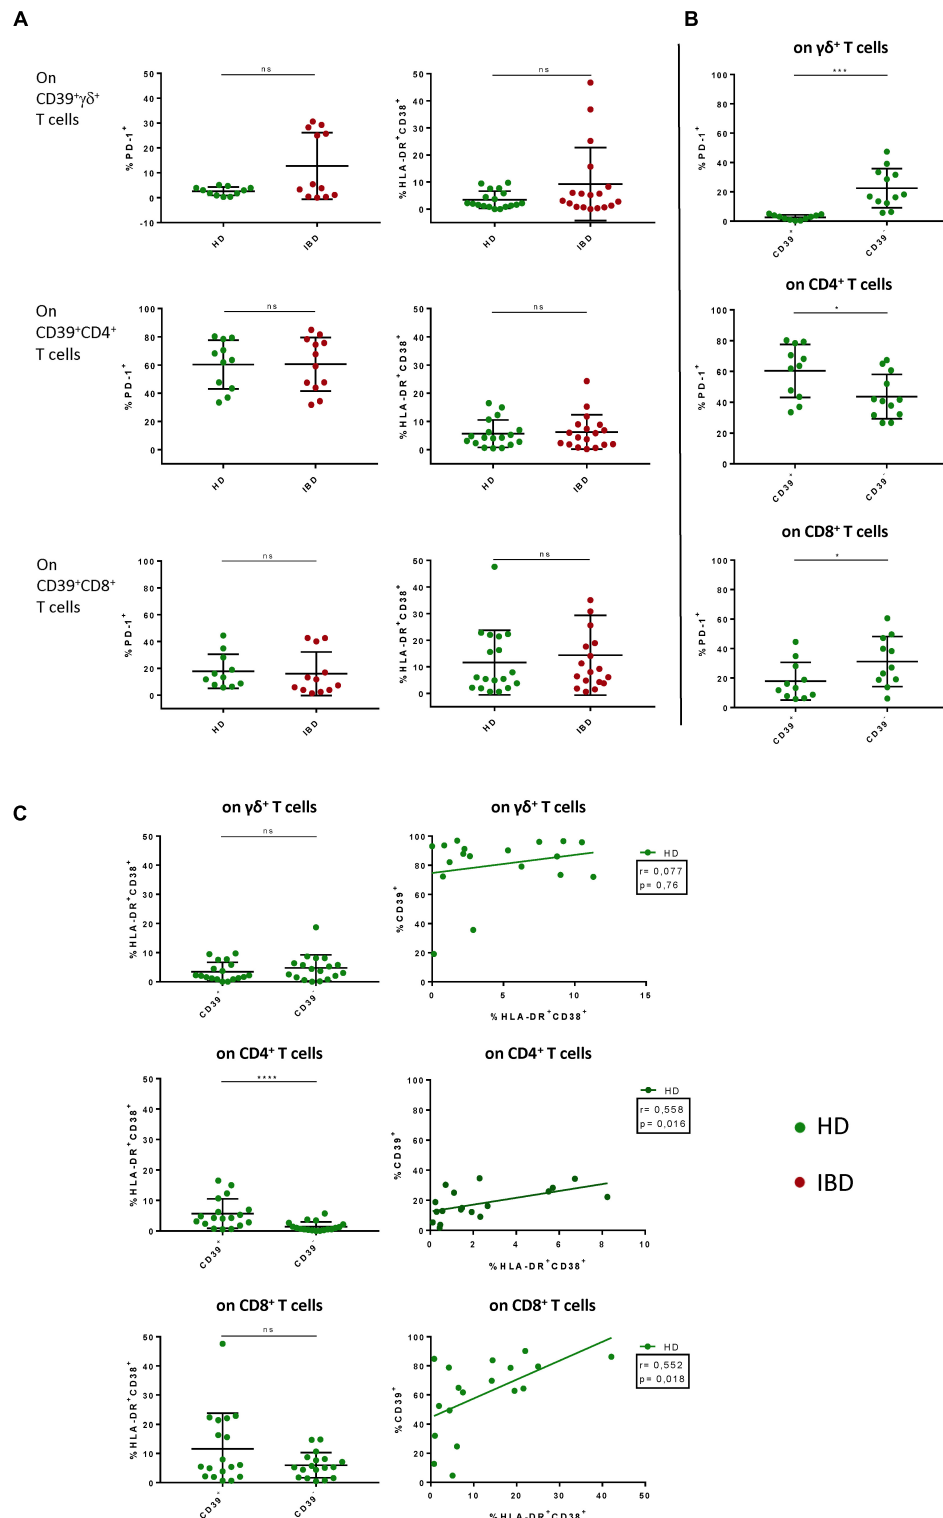 A
On
CD39⁺γδ⁺
T cells
%PD-1⁺
50
40
30
20
10
0
-10
ns
HD
IBD
%HLA-DR⁺CD38⁺
50
40
30
20
10
0
ns
HD
IBD
On
CD39⁺CD4⁺
T cells
%PD-1⁺
100
80
60
40
20
0
ns
HD
IBD
%HLA-DR⁺CD38⁺
50
40
30
20
10
0
ns
HD
IBD
On
CD39⁺CD8⁺
T cells
%PD-1⁺
100
80
60
40
20
0
ns
HD
IBD
%HLA-DR⁺CD38⁺
50
40
30
20
10
0
ns
HD
IBD
B
on γδ⁺ T cells
%PD-1⁺
100
80
60
40
20
0
***
CD39⁺
CD39⁻
on CD4⁺ T cells
%PD-1⁺
100
80
60
40
20
0
*
CD39⁺
CD39⁻
on CD8⁺ T cells
%PD-1⁺
100
80
60
40
20
0
*
CD39⁺
CD39⁻
C
on γδ⁺ T cells
%HLA-DR⁺CD38⁺
50
40
30
20
10
0
ns
CD39⁺
CD39⁻
on γδ⁺ T cells
%CD39⁺
100
80
60
40
20
0
0 5 10 15
%HLA-DR⁺CD38⁺
HD
r= 0,077
p= 0,76
on CD4⁺ T cells
%HLA-DR⁺CD38⁺
50
40
30
20
10
0
****
CD39⁺
CD39⁻
on CD4⁺ T cells
%CD39⁺
100
80
60
40
20
0
0 2 4 6 8 10
%HLA-DR⁺CD38⁺
HD
r= 0,558
p= 0,016
HD
IBD
on CD8⁺ T cells
%HLA-DR⁺CD38⁺
50
40
30
20
10
0
ns
CD39⁺
CD39⁻
on CD8⁺ T cells
%CD39⁺
100
80
60
40
20
0
0 10 20 30 40 50
%HLA-DR⁺CD38⁺
HD
r= 0,552
p= 0,018